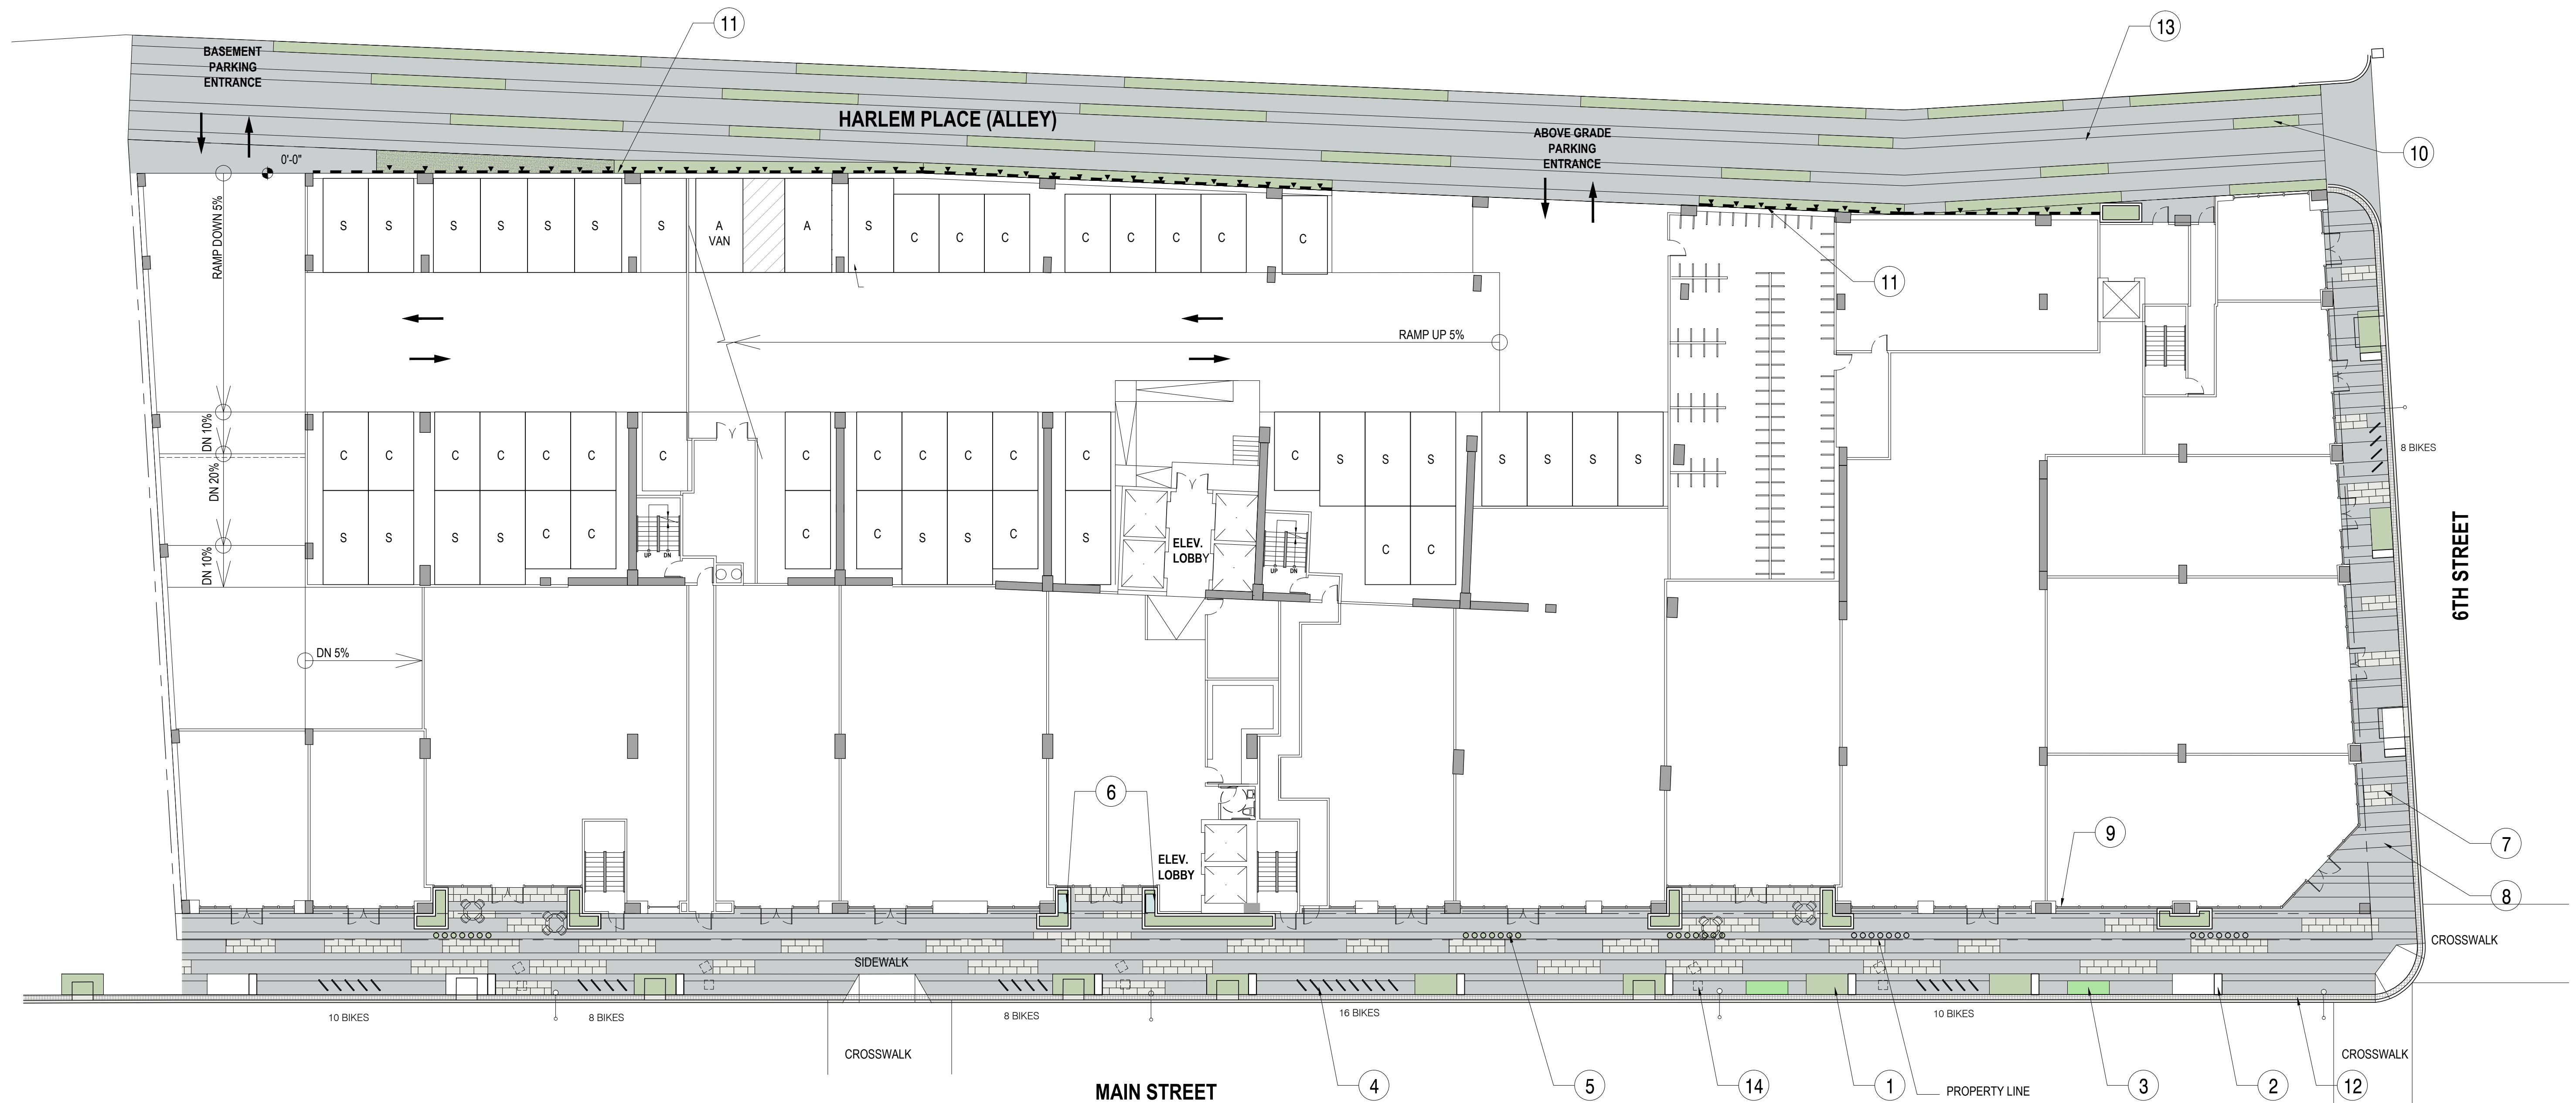 11
13
BASEMENT
PARKING
ENTRANCE
HARLEM PLACE (ALLEY)
ABOVE GRADE
PARKING
ENTRANCE
10
0'-0"
RAMP DOWN 5%
S S S S S S S A VAN A S C C C C C C C C
11
RAMP UP 5%
DN 10%
DN 20%
DN 10%
C C C C C C C C C C C C C C S S S S S S S
S S S S C C C C S S C S C C
UP DN
ELEV.
LOBBY
UP DN
8 BIKES
6TH STREET
DN 5%
6
9
7
8
ELEV.
LOBBY
SIDEWALK
CROSSWALK
10 BIKES
8 BIKES
8 BIKES
16 BIKES
10 BIKES
CROSSWALK
CROSSWALK
MAIN STREET
4
5
14
1
PROPERTY LINE
3
2
12